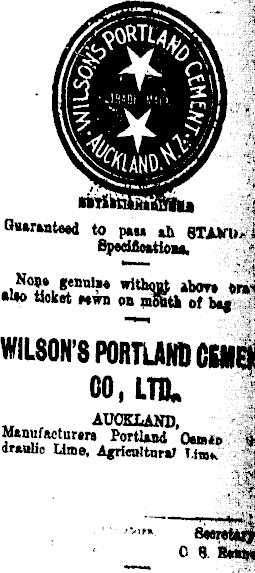 WILSON'S PORTLAND CEMENT
TRADE MARK
AUCKLAND, N.Z.
Guaranteed to pass all
Specifications.
None genuine without above
also ticket sewn on mouth of bag
WILSON'S PORTLAND CEMEN
CO, LTD.
AUCKLAND,
Manufacturers Portland
draulic Lime, Agricultural Lime.
Secretary